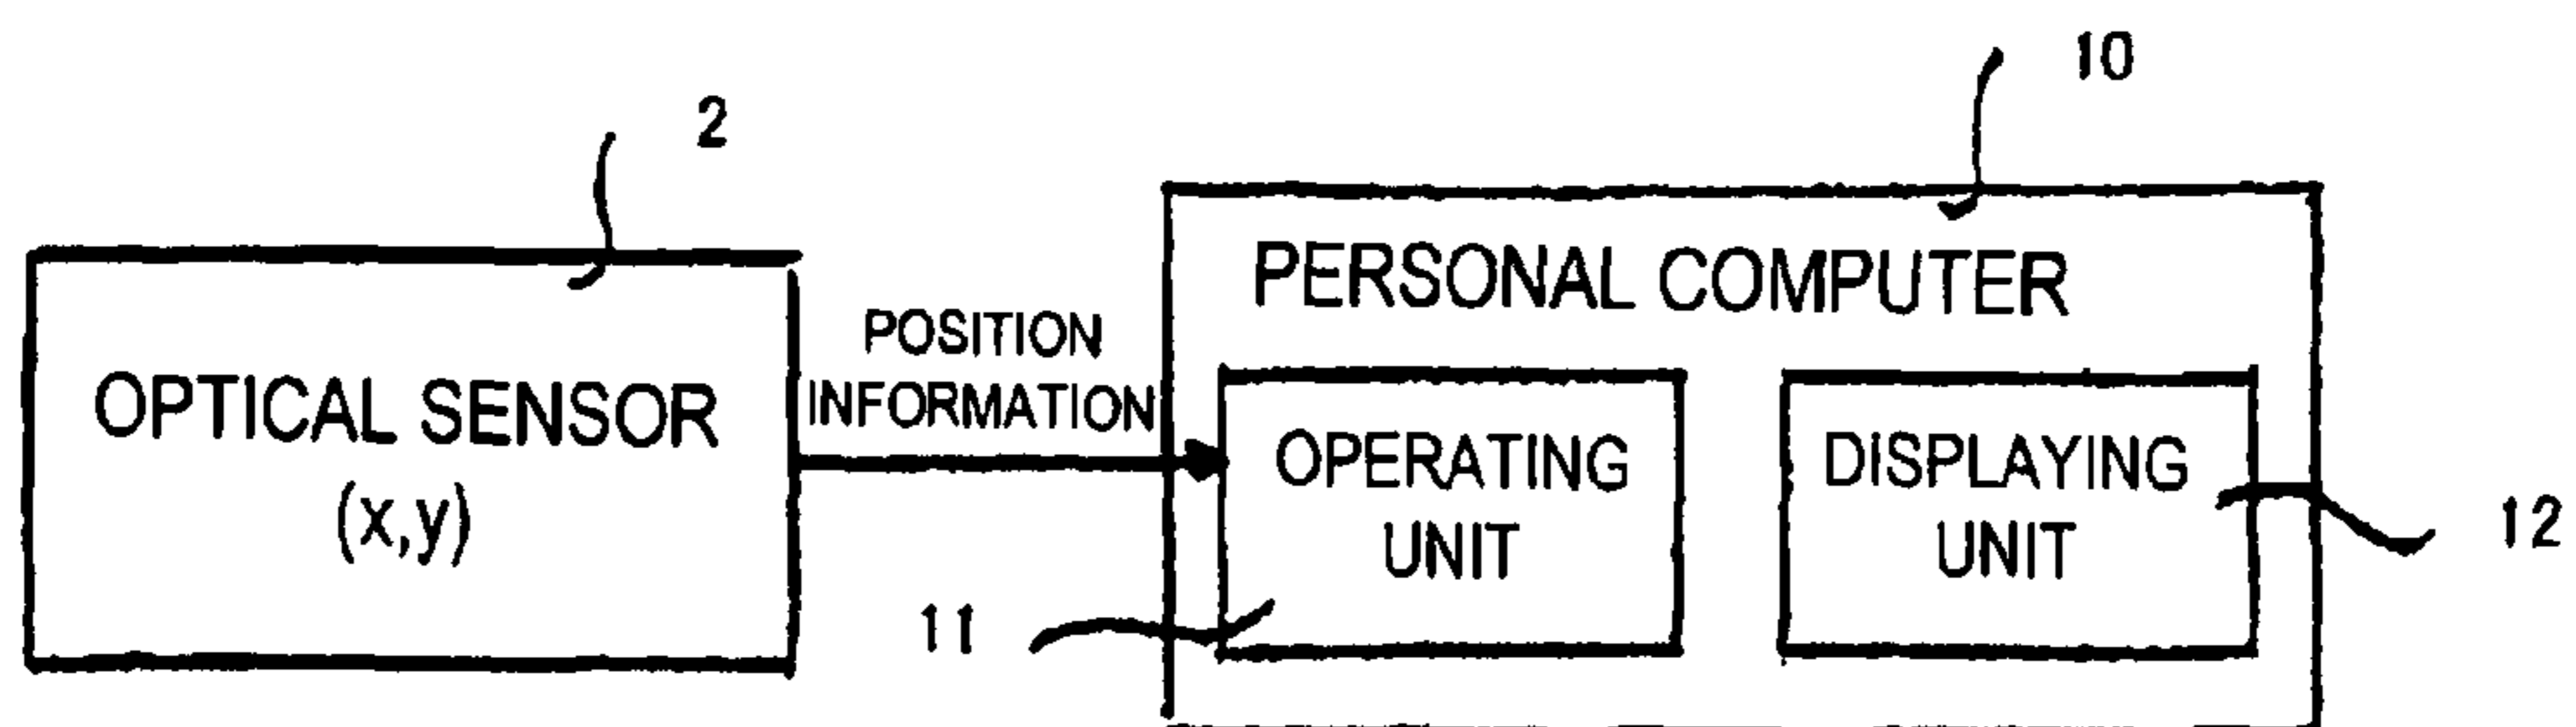 10
2
PERSONAL COMPUTER
POSITION
INFORMATION
OPTICAL SENSOR
(x,y)
OPERATING
UNIT
DISPLAYING
UNIT
12
11